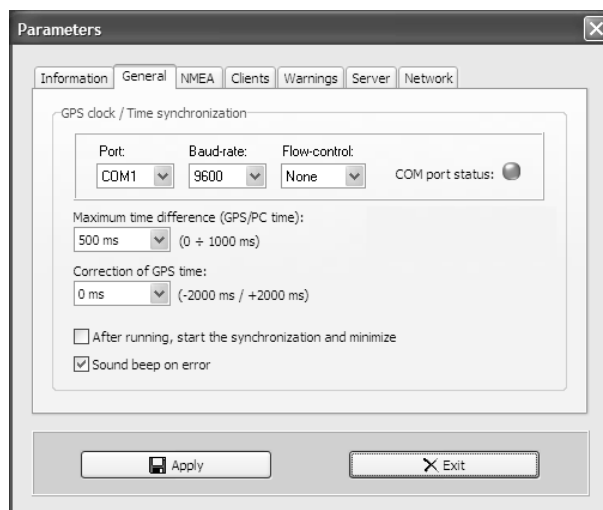 Parameters
Information General NMEA Clients Warnings Server Network
GPS clock / Time synchronization
Port: Baud-rate: Flow-control:
COM1 9600 None COM port status:
Maximum time difference (GPS/PC time):
500 ms (0 ÷ 1000 ms)
Correction of GPS time:
0 ms (-2000 ms / +2000 ms)
After running, start the synchronization and minimize
Sound beep on error
Apply Exit